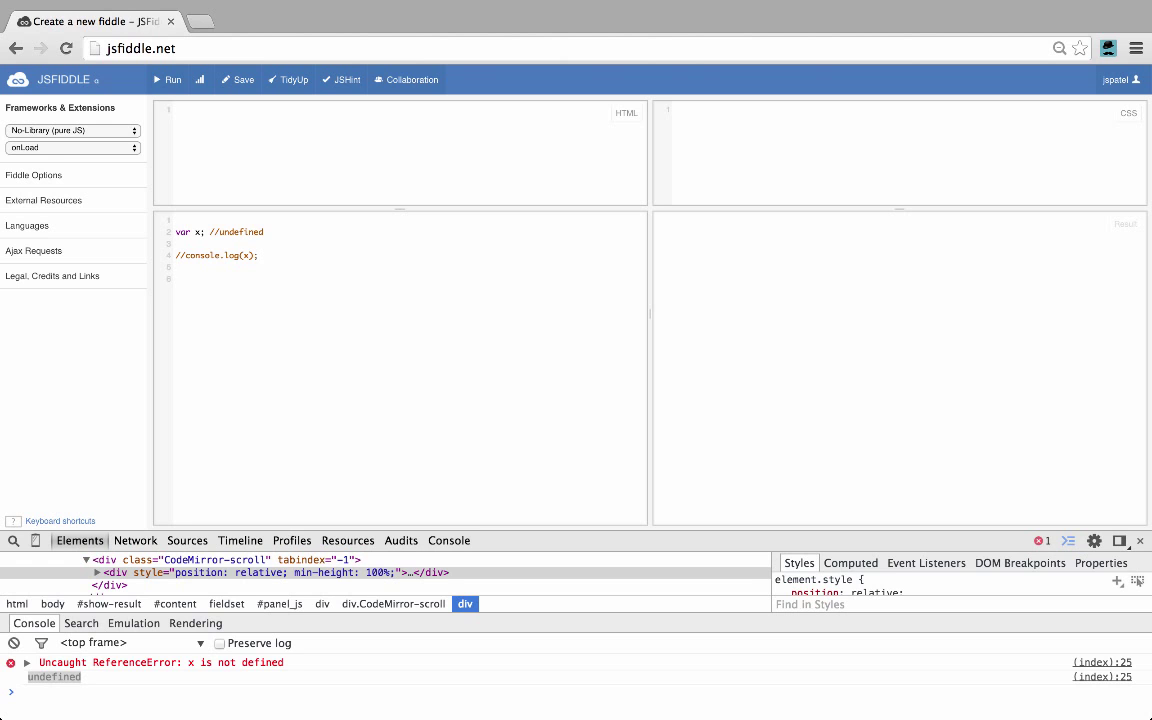 Create a new fiddle – JSFid
jsfiddle.net
JSFIDDLE α
Run
Save
TidyUp
JSHint
Collaboration
jspatel
Frameworks & Extensions
No-Library (pure JS)
onLoad
Fiddle Options
External Resources
Languages
Ajax Requests
Legal, Credits and Links
? Keyboard shortcuts
1
HTML
1
CSS
1
2 var x; //undefined
3
4 //console.log(x);
5
6
Result
Elements Network Sources Timeline Profiles Resources Audits Console
1
▼<div class="CodeMirror-scroll" tabindex="-1">
▶<div style="position: relative; min-height: 100%;">…</div>
</div>
html body #show-result #content fieldset #panel_js div div.CodeMirror-scroll div
Styles Computed Event Listeners DOM Breakpoints Properties
element.style {
position: relative;
Find in Styles
Console Search Emulation Rendering
<top frame> ▼ Preserve log
▶ Uncaught ReferenceError: x is not defined (index):25
undefined (index):25
>